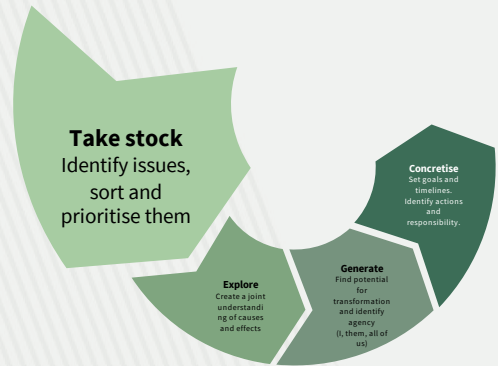 Take stock
Identify issues,
sort and
prioritise them
Explore
Create a joint
understandi
ng of causes
and effects
Generate
Find potential
for
transformation
and identify
agency
(I, them, all of
us)
Concretise
Set goals and
timelines.
Identify actions
and
responsibility.